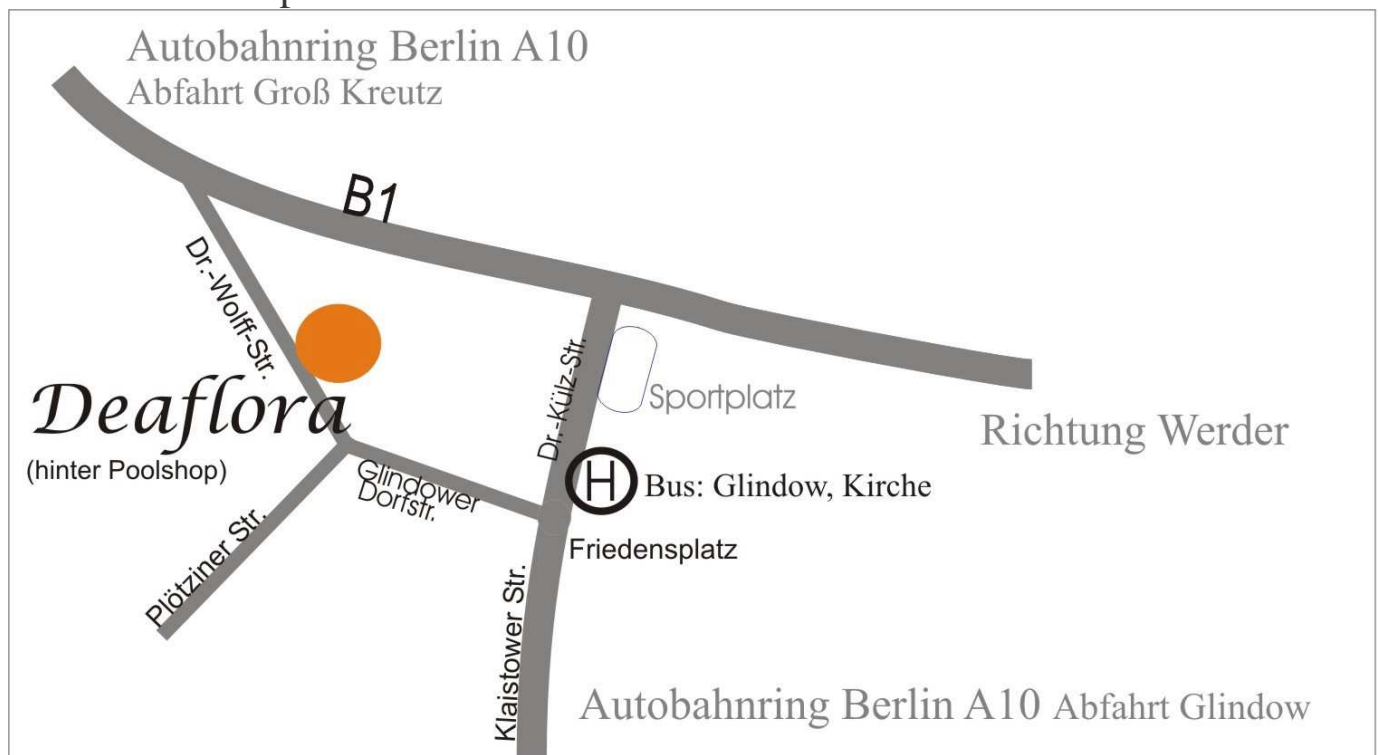 Autobahnring Berlin A10
Abfahrt Groß Kreutz
B1
Dr.-Wolff-Str.
Deaflora
(hinter Poolshop)
Dr.-Külz-Str.
Sportplatz
Glindower
Dorfstr.
H
Bus: Glindow, Kirche
Richtung Werder
Friedensplatz
Plötziner Str.
Klaistower Str.
Autobahnring Berlin A10 Abfahrt Glindow